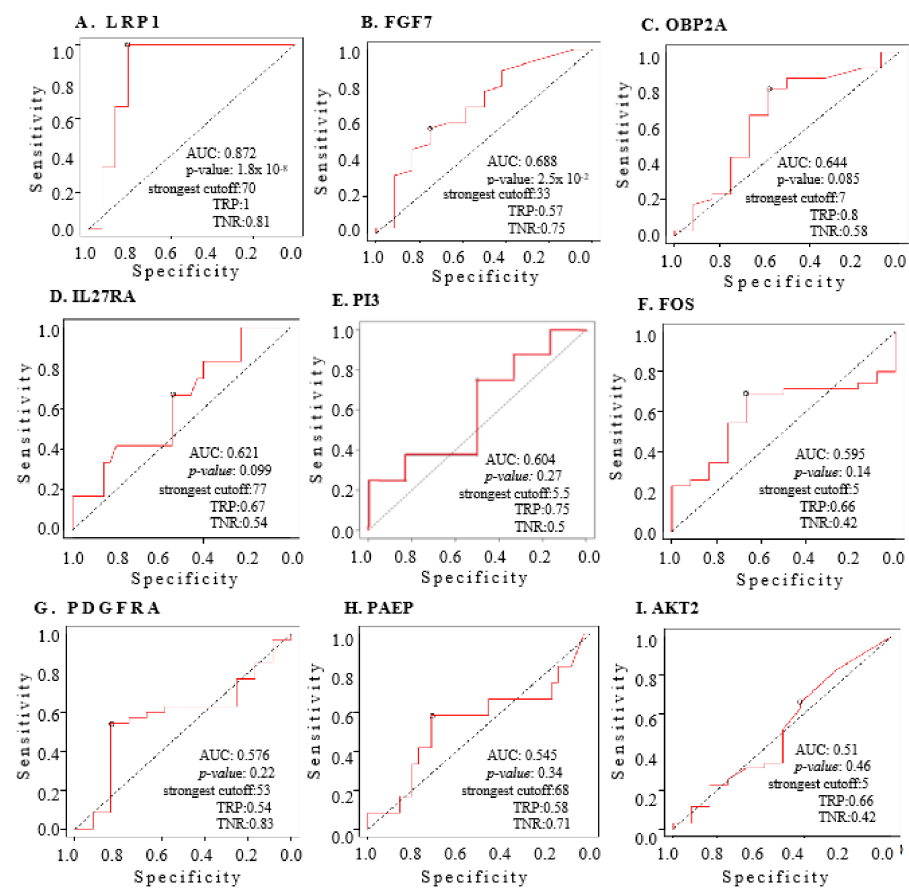 A. LRP1
Sensitivity
1.0
0.8
0.6
0.4
0.2
0.0
AUC: 0.872
p-value: 1.8x 10⁻⁸
strongest cutoff:70
TRP:1
TNR:0.81
1.0 0.8 0.6 0.4 0.2 0.0
Specificity
B. FGF7
Sensitivity
1.0
0.8
0.6
0.4
0.2
0.0
AUC: 0.688
p-value: 2.5x 10⁻²
strongest cutoff:33
TRP:0.57
TNR:0.75
1.0 0.8 0.6 0.4 0.2 0.0
Specificity
C. OBP2A
Sensitivity
1.0
0.8
0.6
0.4
0.2
0.0
AUC: 0.644
p-value: 0.085
strongest cutoff:7
TRP:0.8
TNR:0.58
1.0 0.8 0.6 0.4 0.2 0.0
Specificity
D. IL27RA
Sensitivity
1.0
0.8
0.6
0.4
0.2
0.0
AUC: 0.621
p-value: 0.099
strongest cutoff:77
TRP:0.67
TNR:0.54
1.0 0.8 0.6 0.4 0.2 0.0
Specificity
E. PI3
Sensitivity
1.0
0.8
0.6
0.4
0.2
0.0
AUC: 0.604
p-value: 0.27
strongest cutoff:5.5
TRP:0.75
TNR:0.5
1.0 0.8 0.6 0.4 0.2 0.0
Specificity
F. FOS
Sensitivity
1.0
0.8
0.6
0.4
0.2
0.0
AUC: 0.595
p-value: 0.14
strongest cutoff:5
TRP:0.66
TNR:0.42
1.0 0.8 0.6 0.4 0.2 0.0
Specificity
G. PDGFRA
Sensitivity
1.0
0.8
0.6
0.4
0.2
0.0
AUC: 0.576
p-value: 0.22
strongest cutoff:53
TRP:0.54
TNR:0.83
1.0 0.8 0.6 0.4 0.2 0.0
Specificity
H. PAEP
Sensitivity
1.0
0.8
0.6
0.4
0.2
0.0
AUC: 0.545
p-value: 0.34
strongest cutoff:68
TRP:0.58
TNR:0.71
1.0 0.8 0.6 0.4 0.2 0.0
Specificity
I. AKT2
Sensitivity
1.0
0.8
0.6
0.4
0.2
0.0
AUC: 0.51
p-value: 0.46
strongest cutoff:5
TRP:0.66
TNR:0.42
1.0 0.8 0.6 0.4 0.2 0.0
Specificity